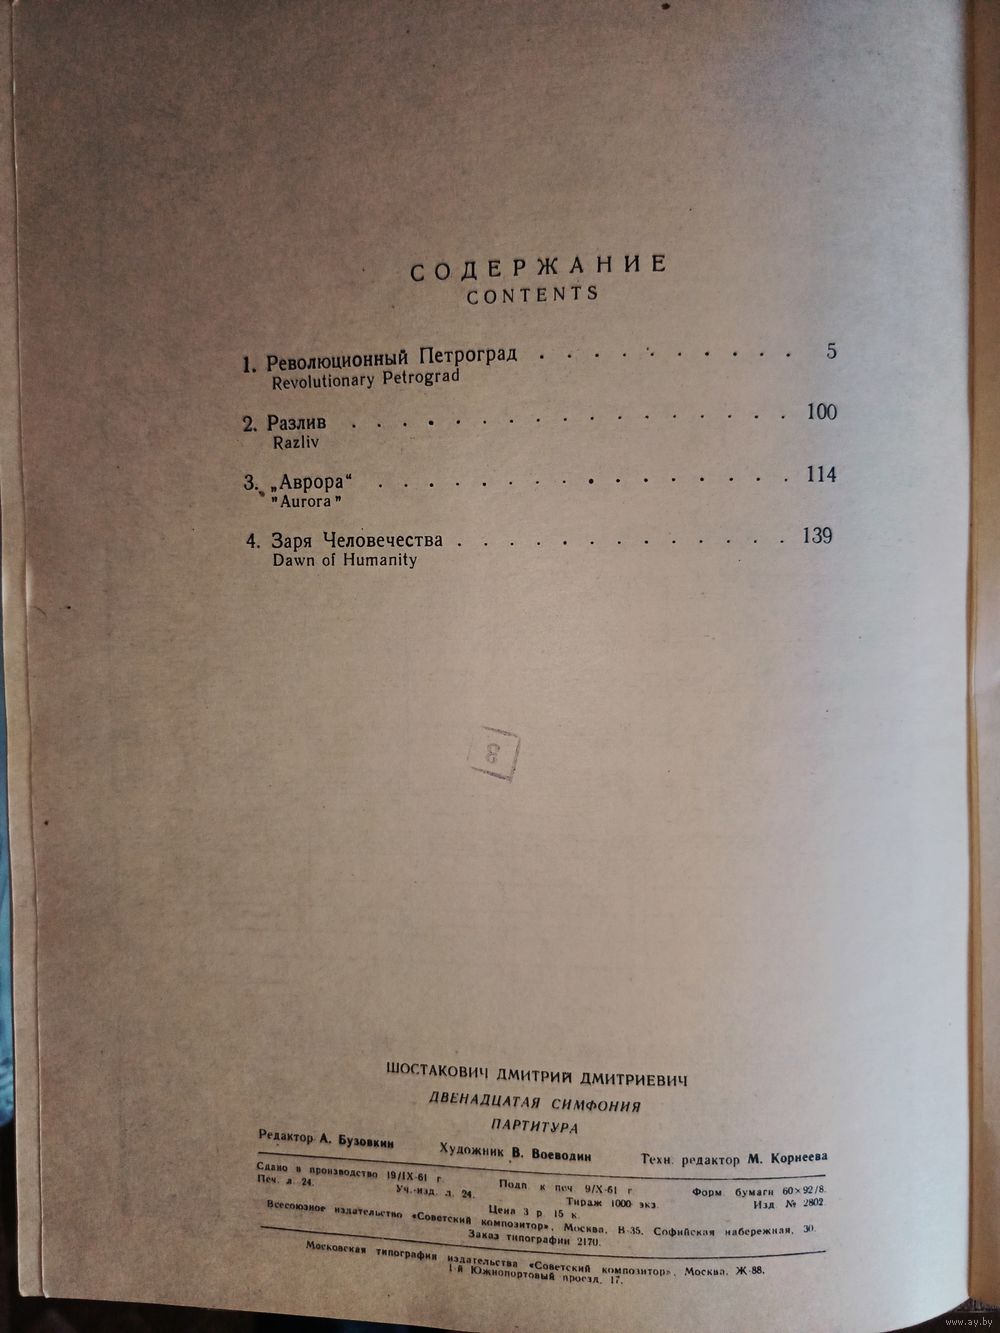 СОДЕРЖАНИЕ
CONTENTS
1. Революционный Петроград . . . . . . . . . . 5
Revolutionary Petrograd
2. Разлив . . . . . . . . . . . . . . . . . 100
Razliv
3. „Аврора“ . . . . . . . . . . . . . . . . 114
"Aurora"
4. Заря Человечества . . . . . . . . . . . . . 139
Dawn of Humanity
3
ШОСТАКОВИЧ ДМИТРИЙ ДМИТРИЕВИЧ
ДВЕНАДЦАТАЯ СИМФОНИЯ
ПАРТИТУРА
Редактор А. Бузовкин Художник В. Воеводин Техн. редактор М. Корнеева
Сдано в производство 19/IX-61 г. Подп. к печ. 9/X-61 г. Форм. бумаги 60×92/8.
Печ. л. 24. Уч.-изд. л. 24. Тираж 1000 экз. Изд. № 2802.
Цена 3 р. 15 к.
Всесоюзное издательство «Советский композитор», Москва, В-35, Софийская набережная, 30.
Заказ типографии 2170.
Московская типография издательства «Советский композитор», Москва, Ж-88,
1-й Южнопортовый проезд, 17.
www.ay.by